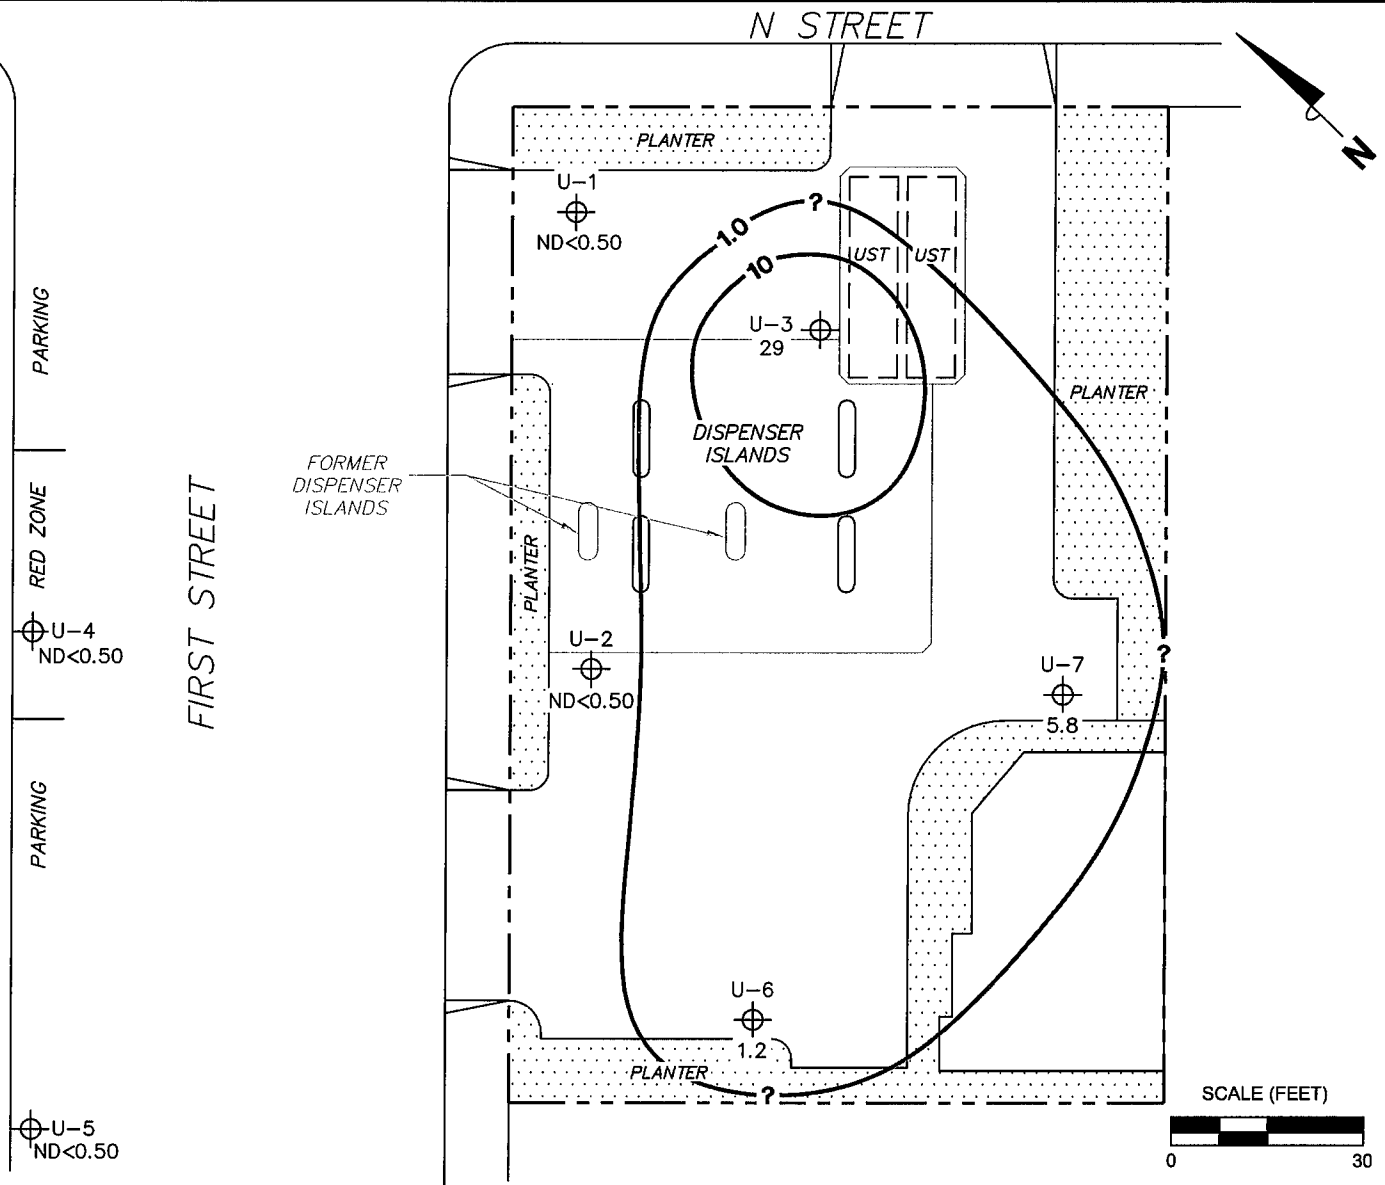 N STREET
N
PLANTER
U-1
ND<0.50
?
1.0
10
UST
UST
U-3
29
PARKING
PLANTER
DISPENSER
ISLANDS
FORMER
DISPENSER
ISLANDS
RED ZONE
FIRST STREET
PLANTER
U-4
ND<0.50
U-2
ND<0.50
?
U-7
5.8
PARKING
U-6
1.2
PLANTER
?
SCALE (FEET)
0
30
U-5
ND<0.50